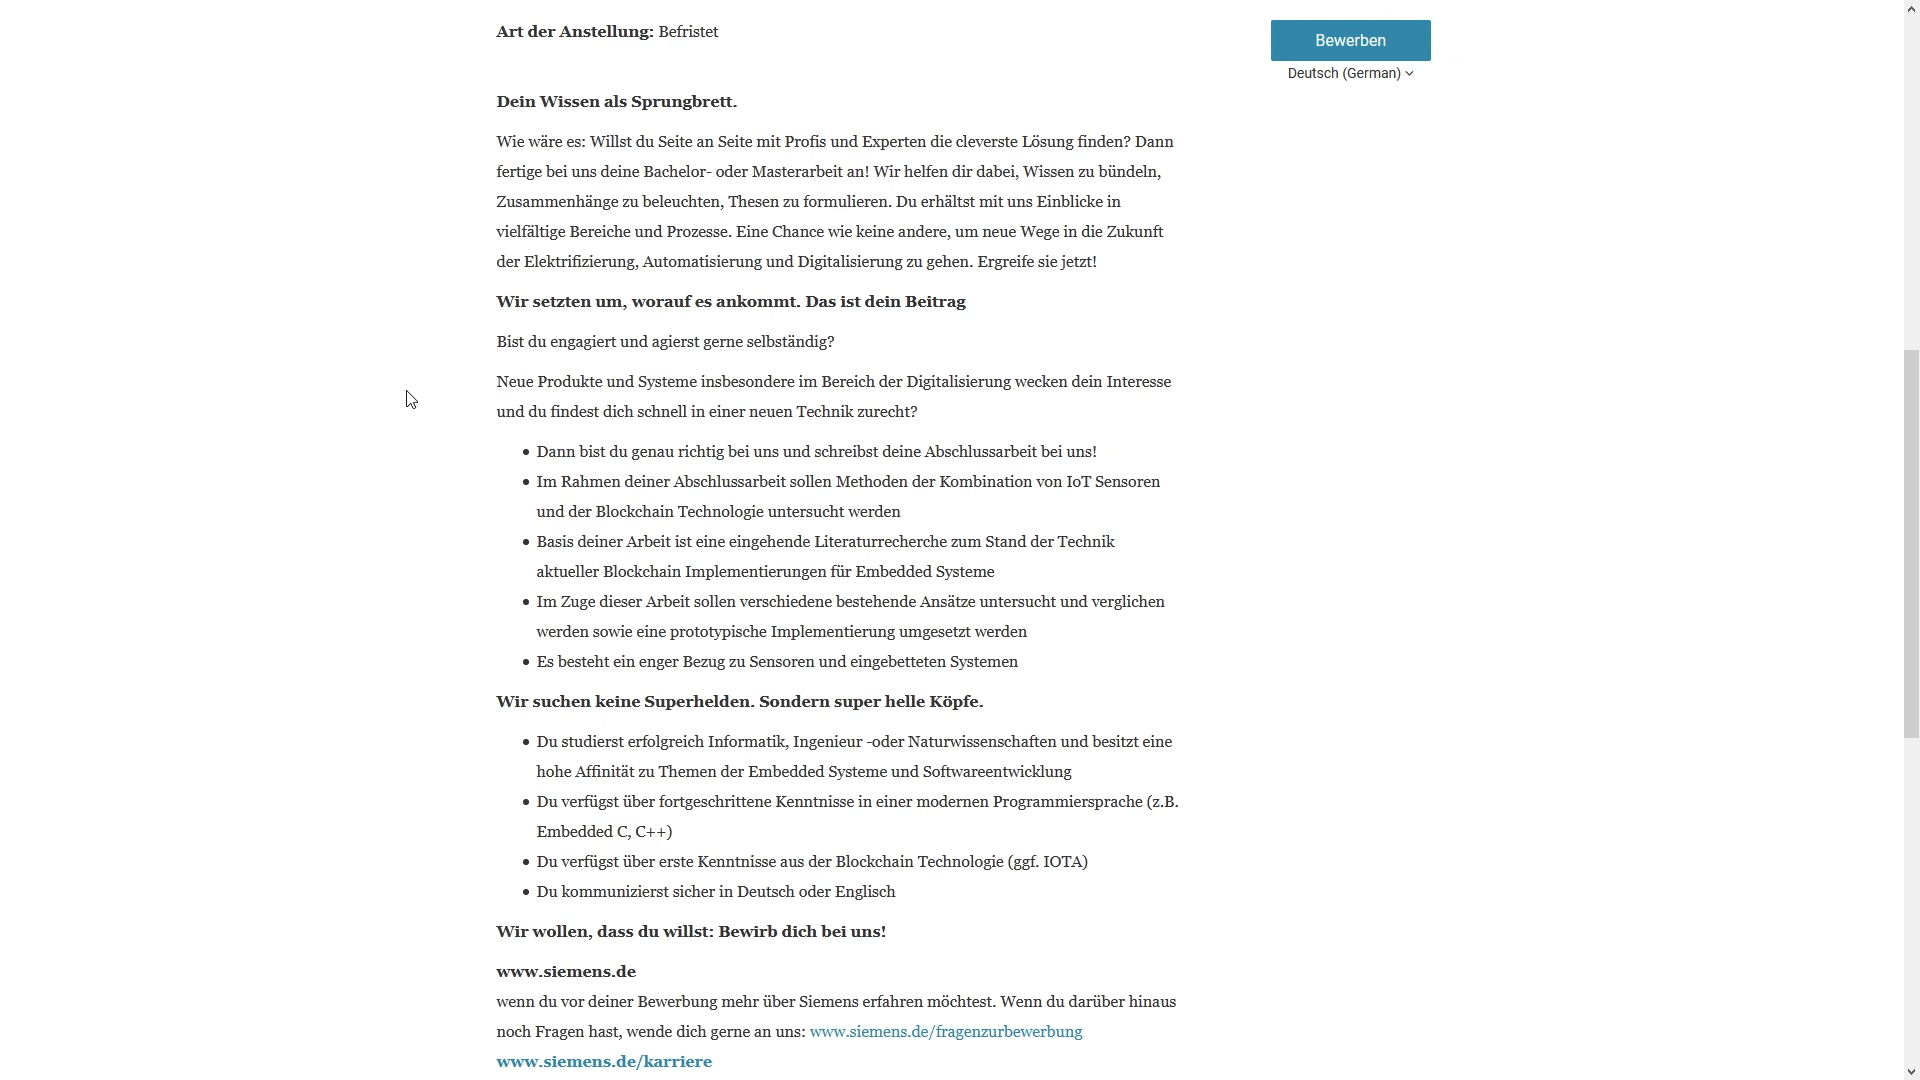 Art der Anstellung: Befristet
Bewerben
Deutsch (German)
Dein Wissen als Sprungbrett.
Wie wäre es: Willst du Seite an Seite mit Profis und Experten die cleverste Lösung finden? Dann
fertige bei uns deine Bachelor- oder Masterarbeit an! Wir helfen dir dabei, Wissen zu bündeln,
Zusammenhänge zu beleuchten, Thesen zu formulieren. Du erhältst mit uns Einblicke in
vielfältige Bereiche und Prozesse. Eine Chance wie keine andere, um neue Wege in die Zukunft
der Elektrifizierung, Automatisierung und Digitalisierung zu gehen. Ergreife sie jetzt!
Wir setzten um, worauf es ankommt. Das ist dein Beitrag
Bist du engagiert und agierst gerne selbständig?
Neue Produkte und Systeme insbesondere im Bereich der Digitalisierung wecken dein Interesse
und du findest dich schnell in einer neuen Technik zurecht?
• Dann bist du genau richtig bei uns und schreibst deine Abschlussarbeit bei uns!
• Im Rahmen deiner Abschlussarbeit sollen Methoden der Kombination von IoT Sensoren
und der Blockchain Technologie untersucht werden
• Basis deiner Arbeit ist eine eingehende Literaturrecherche zum Stand der Technik
aktueller Blockchain Implementierungen für Embedded Systeme
• Im Zuge dieser Arbeit sollen verschiedene bestehende Ansätze untersucht und verglichen
werden sowie eine prototypische Implementierung umgesetzt werden
• Es besteht ein enger Bezug zu Sensoren und eingebetteten Systemen
Wir suchen keine Superhelden. Sondern super helle Köpfe.
• Du studierst erfolgreich Informatik, Ingenieur -oder Naturwissenschaften und besitzt eine
hohe Affinität zu Themen der Embedded Systeme und Softwareentwicklung
• Du verfügst über fortgeschrittene Kenntnisse in einer modernen Programmiersprache (z.B.
Embedded C, C++)
• Du verfügst über erste Kenntnisse aus der Blockchain Technologie (ggf. IOTA)
• Du kommunizierst sicher in Deutsch oder Englisch
Wir wollen, dass du willst: Bewirb dich bei uns!
www.siemens.de
wenn du vor deiner Bewerbung mehr über Siemens erfahren möchtest. Wenn du darüber hinaus
noch Fragen hast, wende dich gerne an uns: www.siemens.de/fragenzurbewerbung
www.siemens.de/karriere